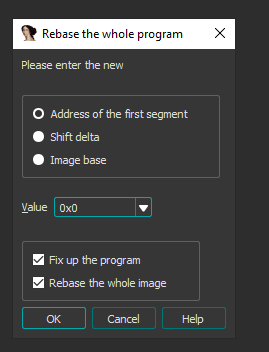 Rebase the whole program
Please enter the new
Address of the first segment
Shift delta
Image base
Value 0x0
Fix up the program
Rebase the whole image
OK Cancel Help